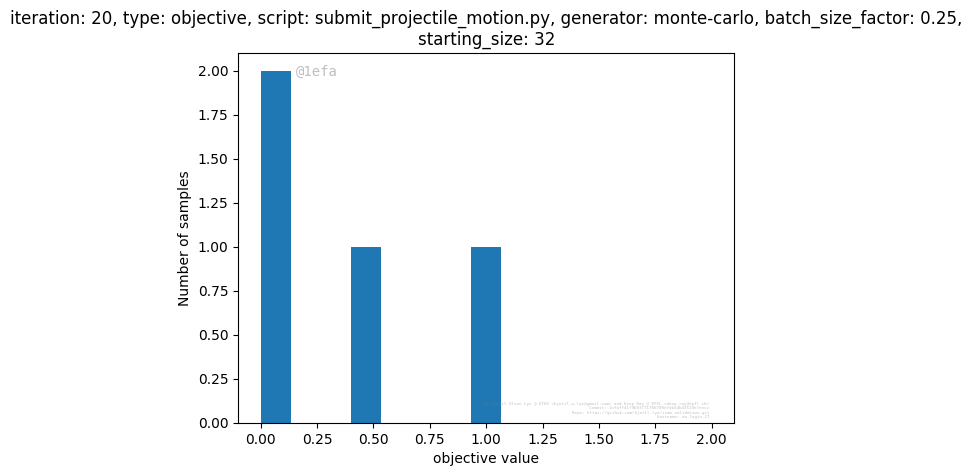 iteration: 20, type: objective, script: submit_projectile_motion.py, generator: monte-carlo, batch_size_factor: 0.25,
starting_size: 32
@1efa
2.00
1.75
1.50
1.25
1.00
0.75
0.50
0.25
0.00
Number of samples
0.00 0.25 0.50 0.75 1.00 1.25 1.50 1.75 2.00
objective value